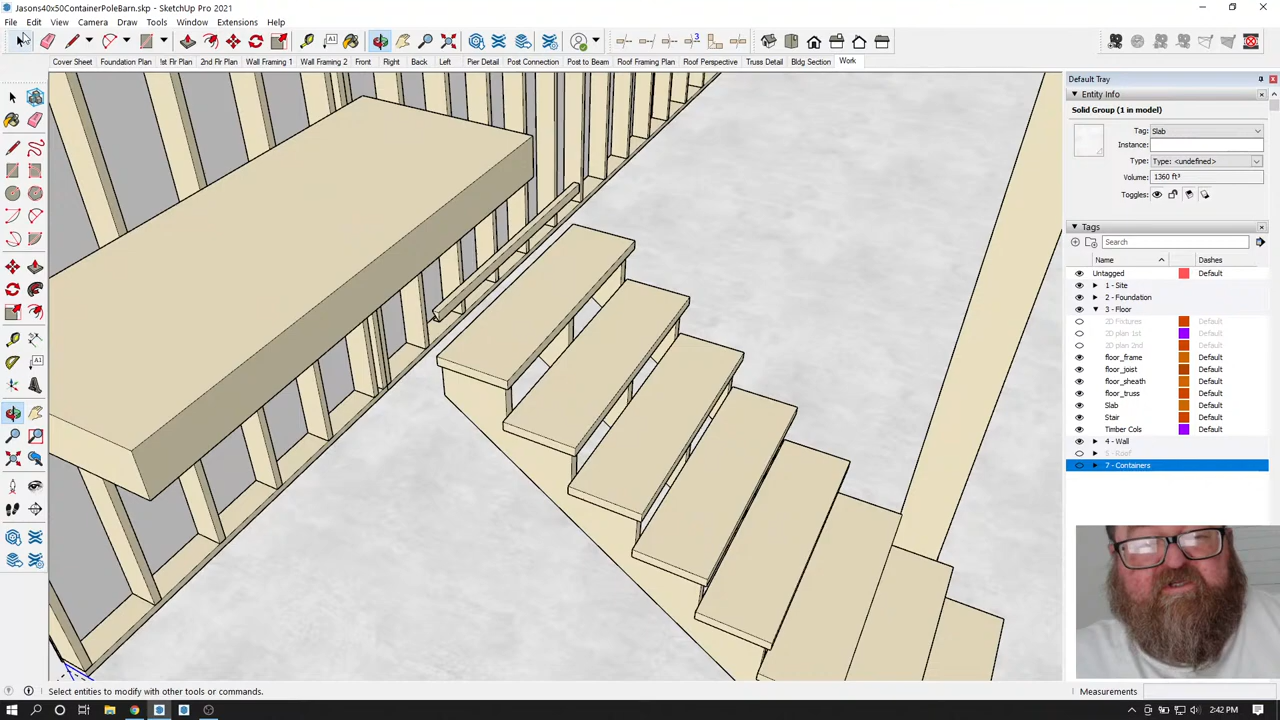 Jasons40x50ContainerPoleBarn.skp - SketchUp Pro 2021
File Edit View Camera Draw Tools Window Extensions Help
Cover Sheet Foundation Plan 1st Flr Plan 2nd Flr Plan Wall Framing 1 Wall Framing 2 Front Right Back Left Pier Detail Post Connection Post to Beam Roof Framing Plan Roof Perspective Truss Detail Bldg Section Work
Default Tray
Entity Info
Solid Group (1 in model)
Tag: Slab
Instance:
Type: Type: <undefined>
Volume: 1360 ft³
Toggles:
Tags
Search
Name Dashes
Untagged Default
1 - Site
2 - Foundation
3 - Floor
2D Fixtures Default
2D plan 1st Default
2D plan 2nd Default
floor_frame Default
floor_joist Default
floor_sheath Default
floor_truss Default
Slab Default
Stair Default
Timber Cols Default
4 - Wall
5 - Roof
7 - Containers
Select entities to modify with other tools or commands.
Measurements
2:42 PM